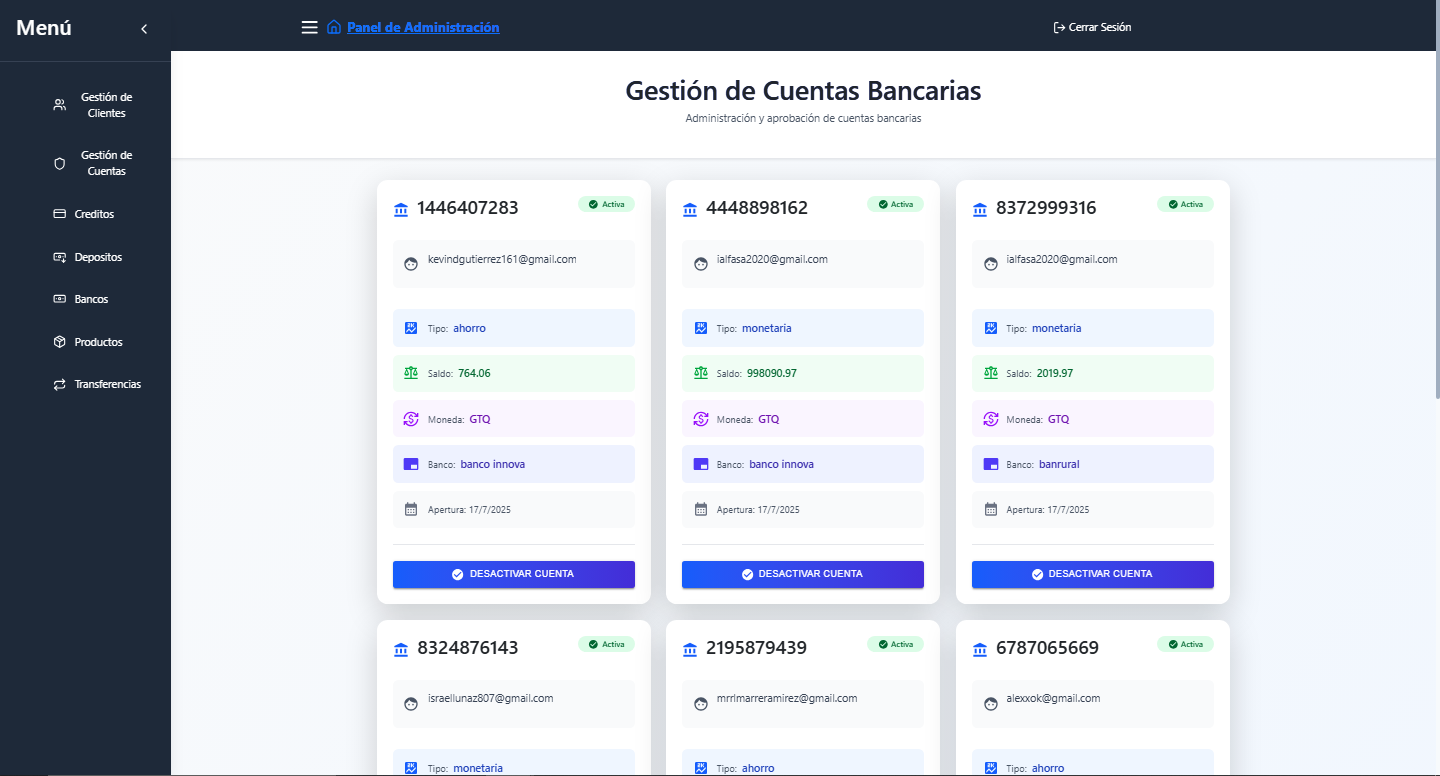 Menú
Panel de Administración
Cerrar Sesión
Gestión de
Clientes
Gestión de
Cuentas
Creditos
Depositos
Bancos
Productos
Transferencias
Gestión de Cuentas Bancarias
Administración y aprobación de cuentas bancarias
1446407283
Activa
kevindgutierrez161@gmail.com
Tipo: ahorro
Saldo: 764.06
Moneda: GTQ
Banco: banco innova
Apertura: 17/7/2025
DESACTIVAR CUENTA
4448898162
Activa
ialfasa2020@gmail.com
Tipo: monetaria
Saldo: 998090.97
Moneda: GTQ
Banco: banco innova
Apertura: 17/7/2025
DESACTIVAR CUENTA
8372999316
Activa
ialfasa2020@gmail.com
Tipo: monetaria
Saldo: 2019.97
Moneda: GTQ
Banco: banrural
Apertura: 17/7/2025
DESACTIVAR CUENTA
8324876143
Activa
israellunaz807@gmail.com
Tipo: monetaria
2195879439
Activa
mrrlmarreramirez@gmail.com
Tipo: ahorro
6787065669
Activa
alexxok@gmail.com
Tipo: ahorro